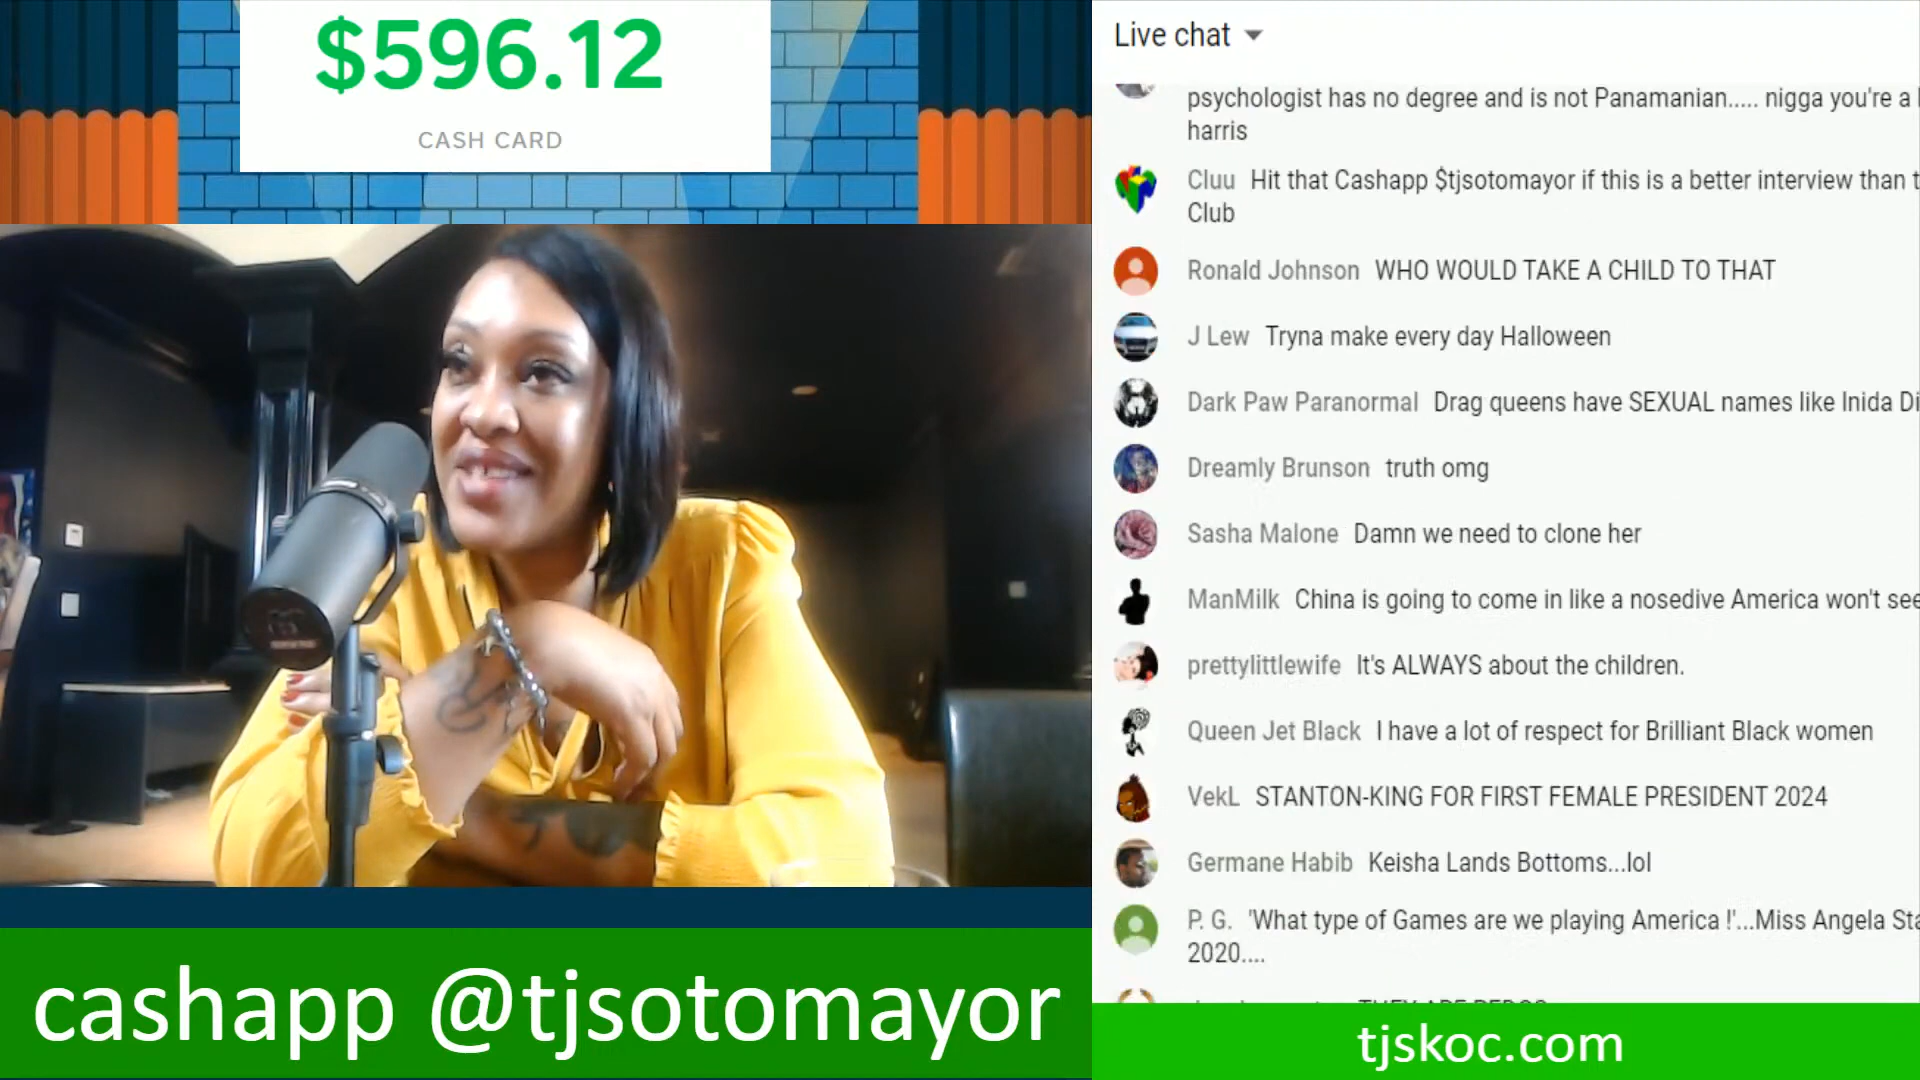 $596.12
CASH CARD
cashapp @tjsotomayor
Live chat
psychologist has no degree and is not Panamanian..... nigga you're a
harris
Cluu Hit that Cashapp $tjsotomayor if this is a better interview than
Club
Ronald Johnson WHO WOULD TAKE A CHILD TO THAT
J Lew Tryna make every day Halloween
Dark Paw Paranormal Drag queens have SEXUAL names like Inida Di
Dreamly Brunson truth omg
Sasha Malone Damn we need to clone her
ManMilk China is going to come in like a nosedive America won't see
prettylittlewife It's ALWAYS about the children.
Queen Jet Black I have a lot of respect for Brilliant Black women
VekL STANTON-KING FOR FIRST FEMALE PRESIDENT 2024
Germane Habib Keisha Lands Bottoms...lol
P. G. 'What type of Games are we playing America !'...Miss Angela Sta
2020....
tjskoc.com